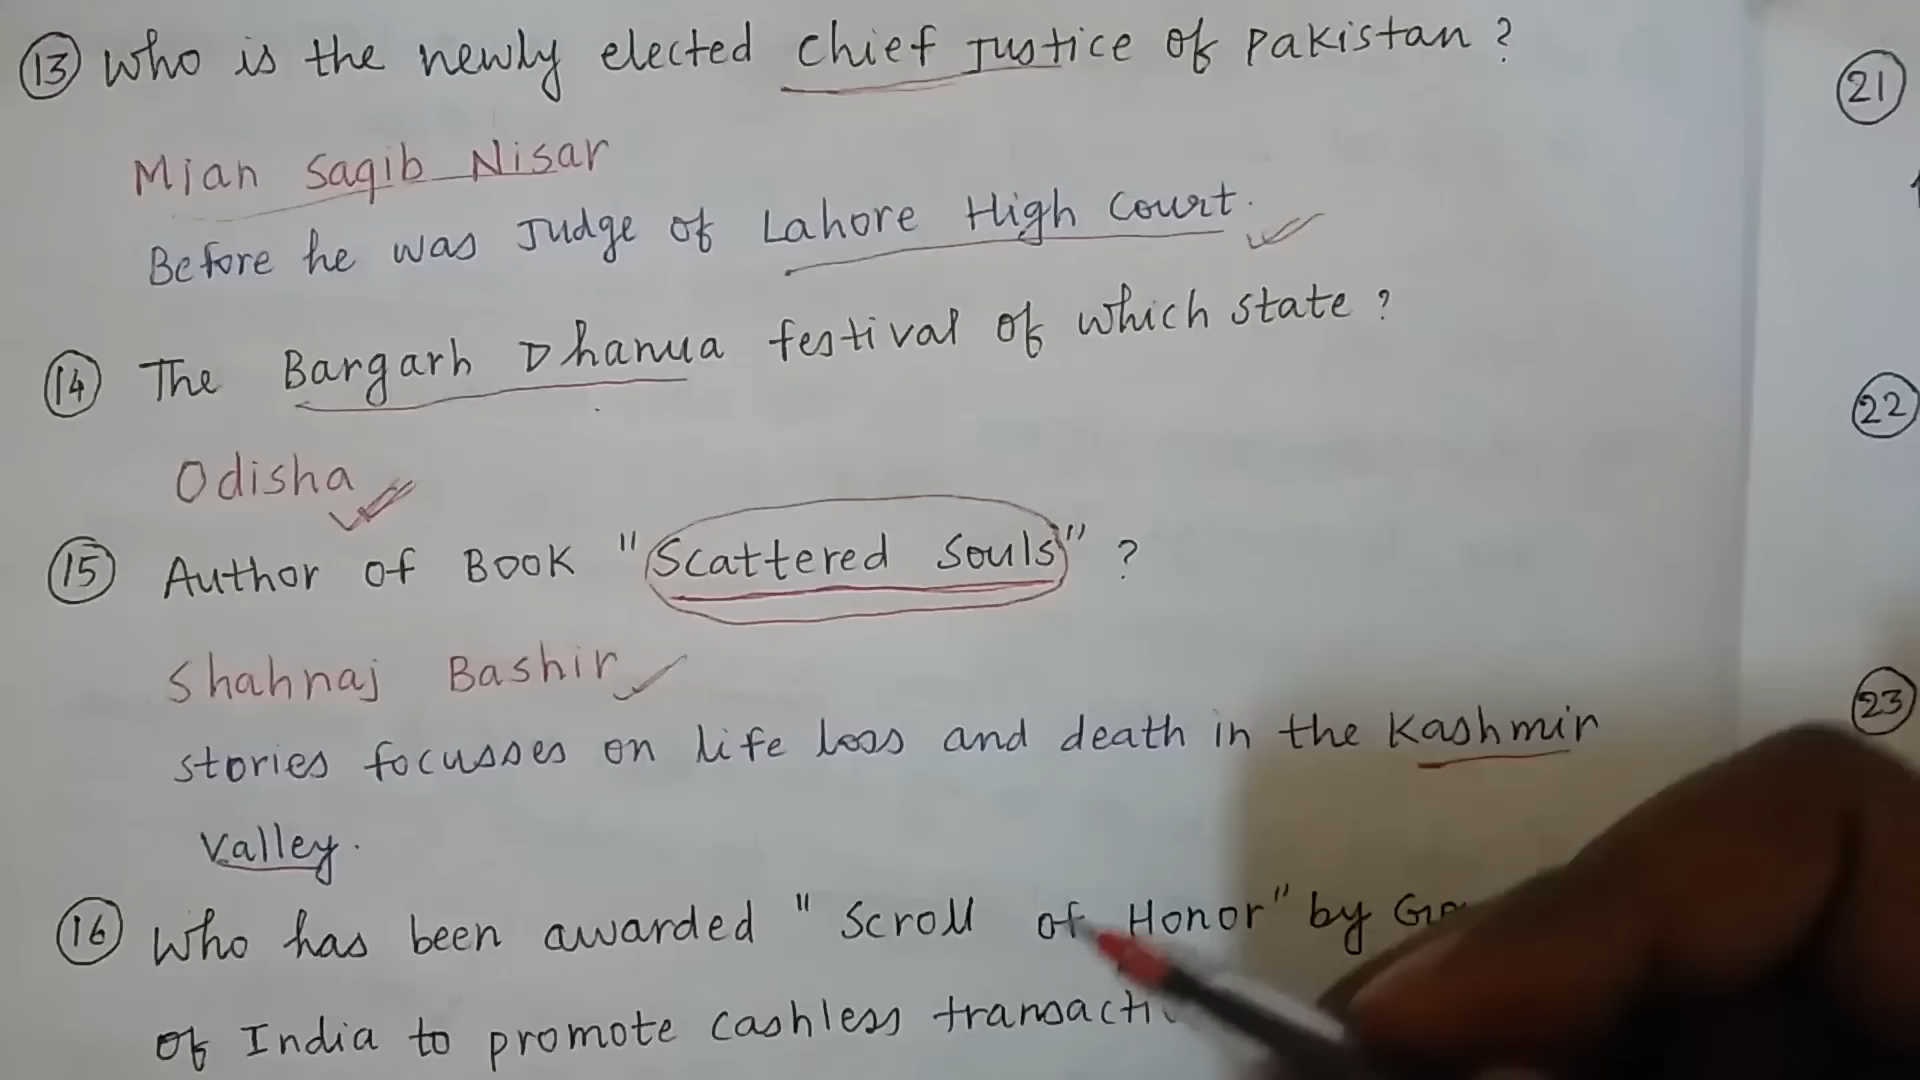 13 Who is the newly elected Chief Justice of Pakistan ?
Mian Saqib Nisar
Before he was Judge of Lahore High Court.
14 The Bargarh Dhanua festival of which state ?
Odisha
15 Author of Book "Scattered Souls" ?
Shahnaj Bashir
stories focusses on life loss and death in the Kashmir
Valley.
16 Who has been awarded "Scroll of Honor" by
of India to promote cashless
21
22
23